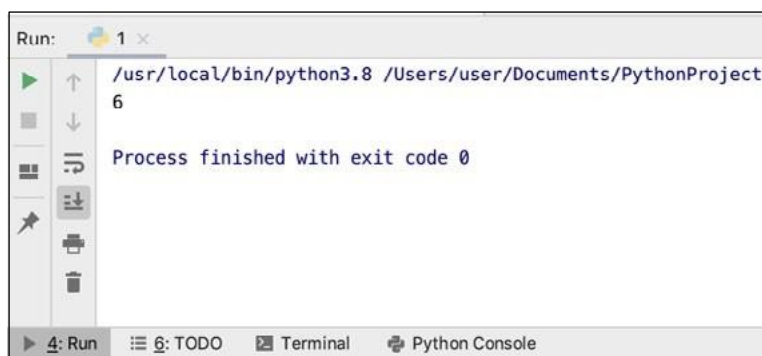 Run: 1 ×
/usr/local/bin/python3.8 /Users/user/Documents/PythonProject
6
Process finished with exit code 0
4: Run 6: TODO Terminal Python Console